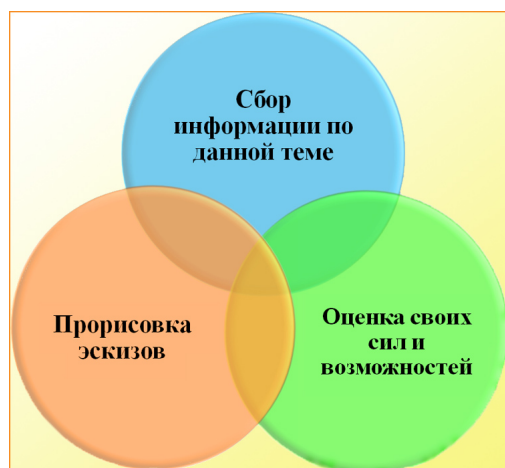 Сбор
информации по
данной теме
Прорисовка
эскизов
Оценка своих
сил и
возможностей